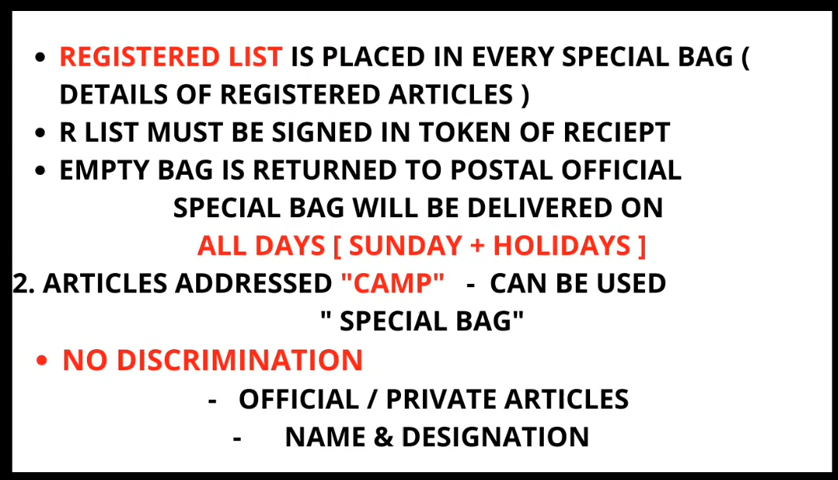 • REGISTERED LIST IS PLACED IN EVERY SPECIAL BAG (
DETAILS OF REGISTERED ARTICLES )
• R LIST MUST BE SIGNED IN TOKEN OF RECIEPT
• EMPTY BAG IS RETURNED TO POSTAL OFFICIAL
SPECIAL BAG WILL BE DELIVERED ON
ALL DAYS [ SUNDAY + HOLIDAYS ]
2. ARTICLES ADDRESSED "CAMP" - CAN BE USED
" SPECIAL BAG"
• NO DISCRIMINATION
- OFFICIAL / PRIVATE ARTICLES
- NAME & DESIGNATION